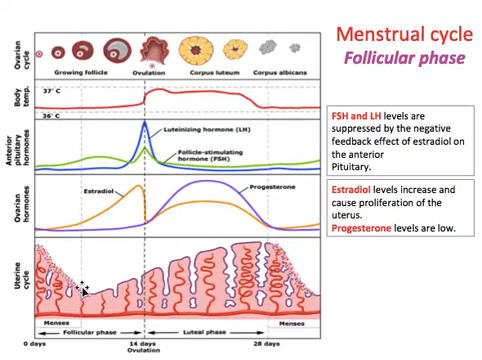 Menstrual cycle
Follicular phase
Ovarian
cycle
Growing follicle
Ovulation
Corpus luteum
Corpus albicans
Body
temp.
37° C
36° C
Anterior
pituitary
hormones
Luteinizing hormone (LH)
Follicle-stimulating
hormone (FSH)
Ovarian
hormones
Estradiol
Progesterone
Uterine
cycle
Menses
Menses
Follicular phase
Luteal phase
0 days
14 days
Ovulation
28 days
FSH and LH levels are
suppressed by the negative
feedback effect of estradiol on
the anterior
Pituitary.
Estradiol levels increase and
cause proliferation of the
uterus.
Progesterone levels are low.